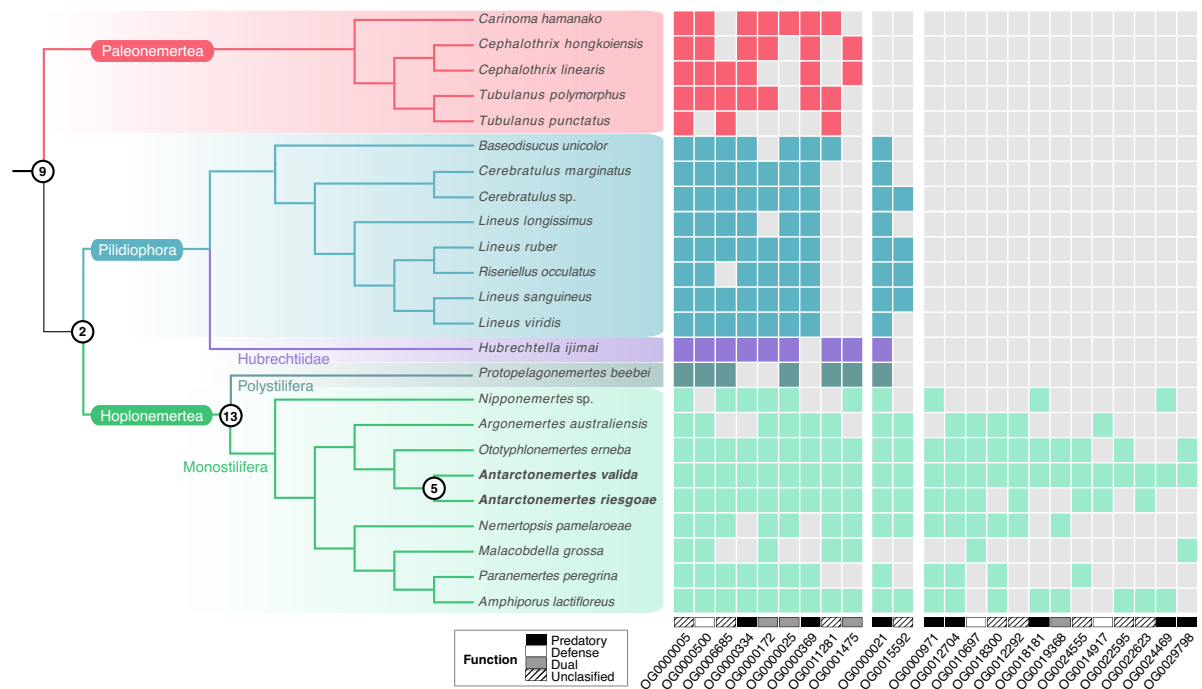 Carinoma hamanako
Paleonemertea
Cephalothrix hongkoiensis
Cephalothrix linearis
Tubulanus polymorphus
Tubulanus punctatus
9
Baseodisucus unicolor
Cerebratulus marginatus
Cerebratulus sp.
Lineus longissimus
Pilidiophora
Lineus ruber
Riseriellus occulatus
Lineus sanguineus
Lineus viridis
2
Hubrechtella ijimai
Hubrechtiidae
Protopelagonemertes beebei
Polystilifera
Nipponemertes sp.
Hoplonemertea
13
Argonemertes australiensis
Ototyphlonemertes erneba
Monostilifera
Antarctonemertes valida
5
Antarctonemertes riesgoae
Nemertopsis pamelaroeae
Malacobdella grossa
Paranemertes peregrina
Amphiporus lactifloreus
Function
Predatory
Defense
Dual
Unclassified
OG0000005
OG0000500
OG0006685
OG0000334
OG0000172
OG0000025
OG0000369
OG0011281
OG0001475
OG0000021
OG0015592
OG0000971
OG0012704
OG0010697
OG0018300
OG0012292
OG0018181
OG0019368
OG0024555
OG0014917
OG0022595
OG0022623
OG0024469
OG0029798